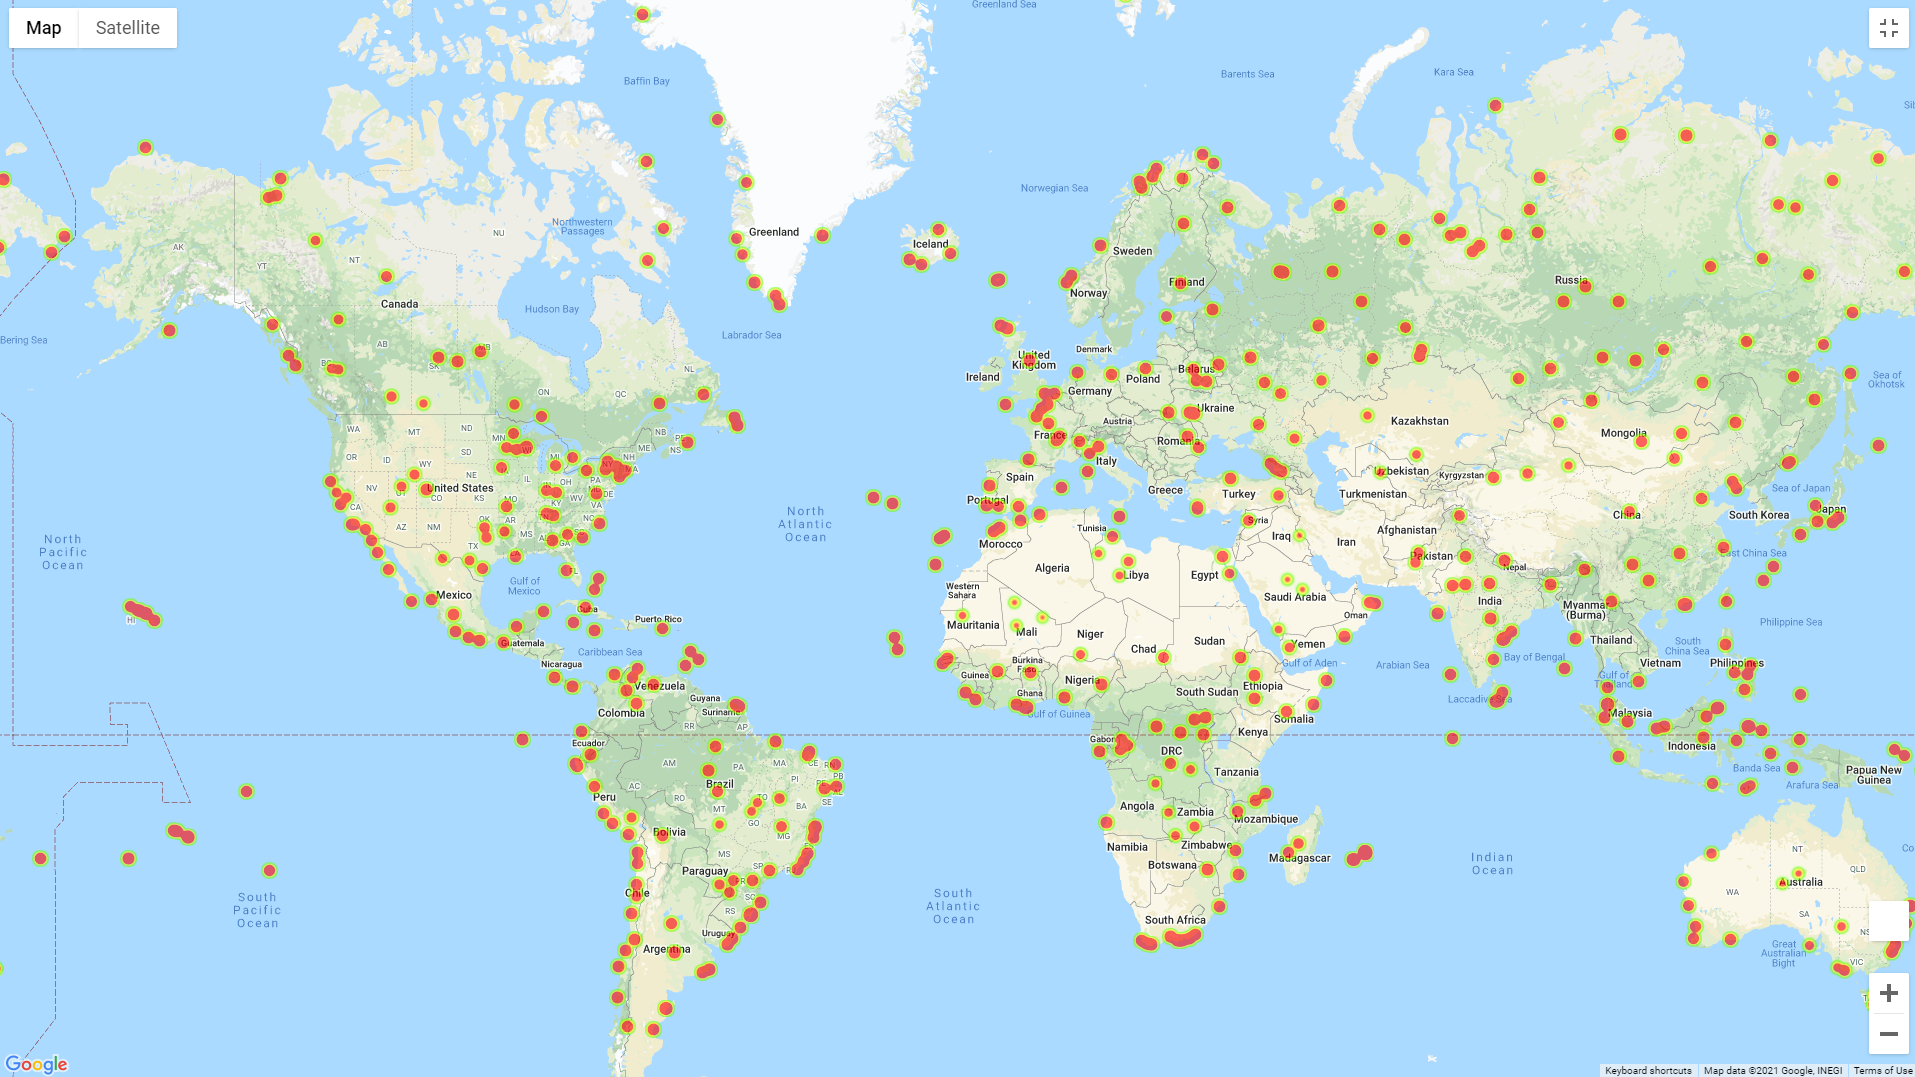 Map
Satellite
Greenland Sea
Baffin Bay
Barents Sea
Kara Sea
Norwegian Sea
Northwestern
Passages
Greenland
Iceland
Sweden
Finland
Norway
Russia
AK
YT
NT
NU
Canada
Hudson Bay
Labrador Sea
Bering Sea
BC
AB
SK
MB
ON
QC
NL
NB
PE
NS
United
Kingdom
Ireland
Denmark
Belarus
Poland
Germany
Ukraine
Austria
France
Romania
Italy
Spain
Portugal
Greece
Turkey
Kazakhstan
Mongolia
Uzbekistan
Kyrgyzstan
Turkmenistan
Sea of
Okhotsk
Sea of Japan
Japan
South Korea
China
East China Sea
WA
MT
ND
MN
OR
ID
WY
SD
WI
NY
NH
MA
NV
UT
CO
United States
KS
IL
IN
PA
DE
KY
WV
VA
CA
AZ
NM
OK
AR
NC
SC
TX
MS
AL
GA
LA
FL
HI
North
Pacific
Ocean
North
Atlantic
Ocean
Gulf of
Mexico
Mexico
Cuba
Puerto Rico
Guatemala
Caribbean Sea
Nicaragua
Venezuela
Guyana
Suriname
Colombia
Ecuador
Morocco
Tunisia
Algeria
Libya
Egypt
Western
Sahara
Mauritania
Mali
Niger
Chad
Sudan
Burkina
Faso
Guinea
Ghana
Nigeria
Gulf of Guinea
South Sudan
Ethiopia
Somalia
Kenya
Gabon
DRC
Tanzania
Angola
Zambia
Mozambique
Namibia
Zimbabwe
Botswana
Madagascar
South Africa
Syria
Iraq
Iran
Afghanistan
Pakistan
Nepal
India
Saudi Arabia
Oman
Yemen
Gulf of Aden
Arabian Sea
Bay of Bengal
Laccadive Sea
Myanmar
(Burma)
Thailand
Vietnam
Gulf of
Thailand
South
China Sea
Philippines
Philippine Sea
Malaysia
Indonesia
Banda Sea
Arafura Sea
Papua New
Guinea
RR
AP
AM
PA
MA
CE
RN
PB
PI
PE
AL
SE
AC
RO
TO
BA
MT
GO
MG
ES
MS
RJ
PR
SC
RS
Brazil
Peru
Bolivia
Paraguay
Chile
Uruguay
Argentina
South
Pacific
Ocean
South
Atlantic
Ocean
Indian
Ocean
NT
QLD
WA
Australia
SA
VIC
Great
Australian
Bight
Google
Keyboard shortcuts
Map data ©2021 Google, INEGI
Terms of Use